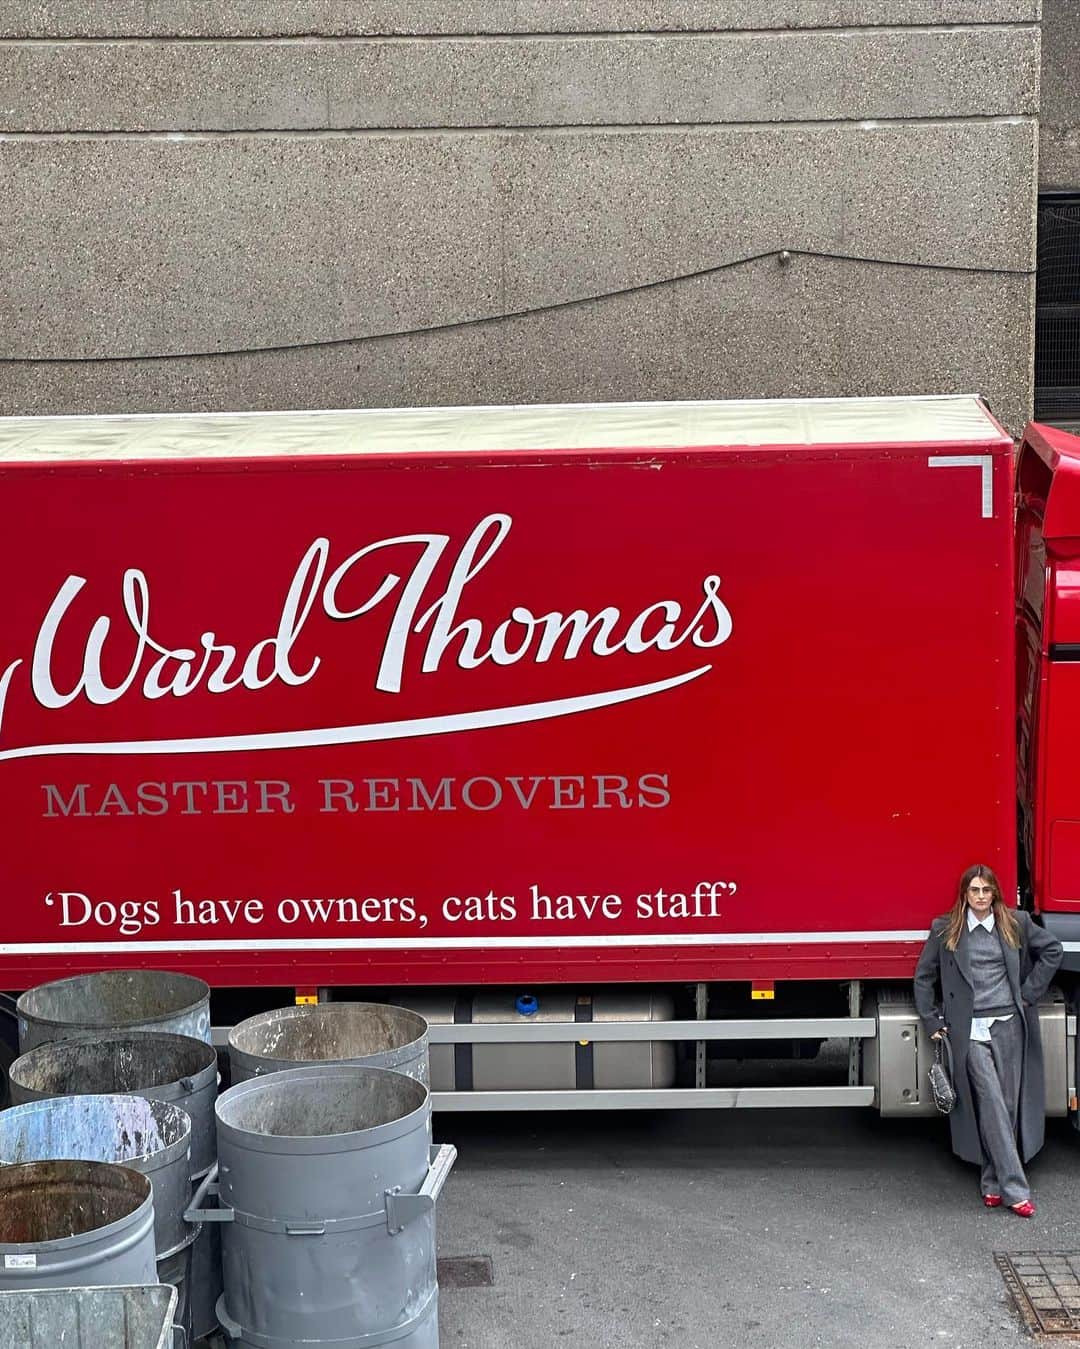 Ward Thomas
MASTER REMOVERS
‘Dogs have owners, cats have staff’